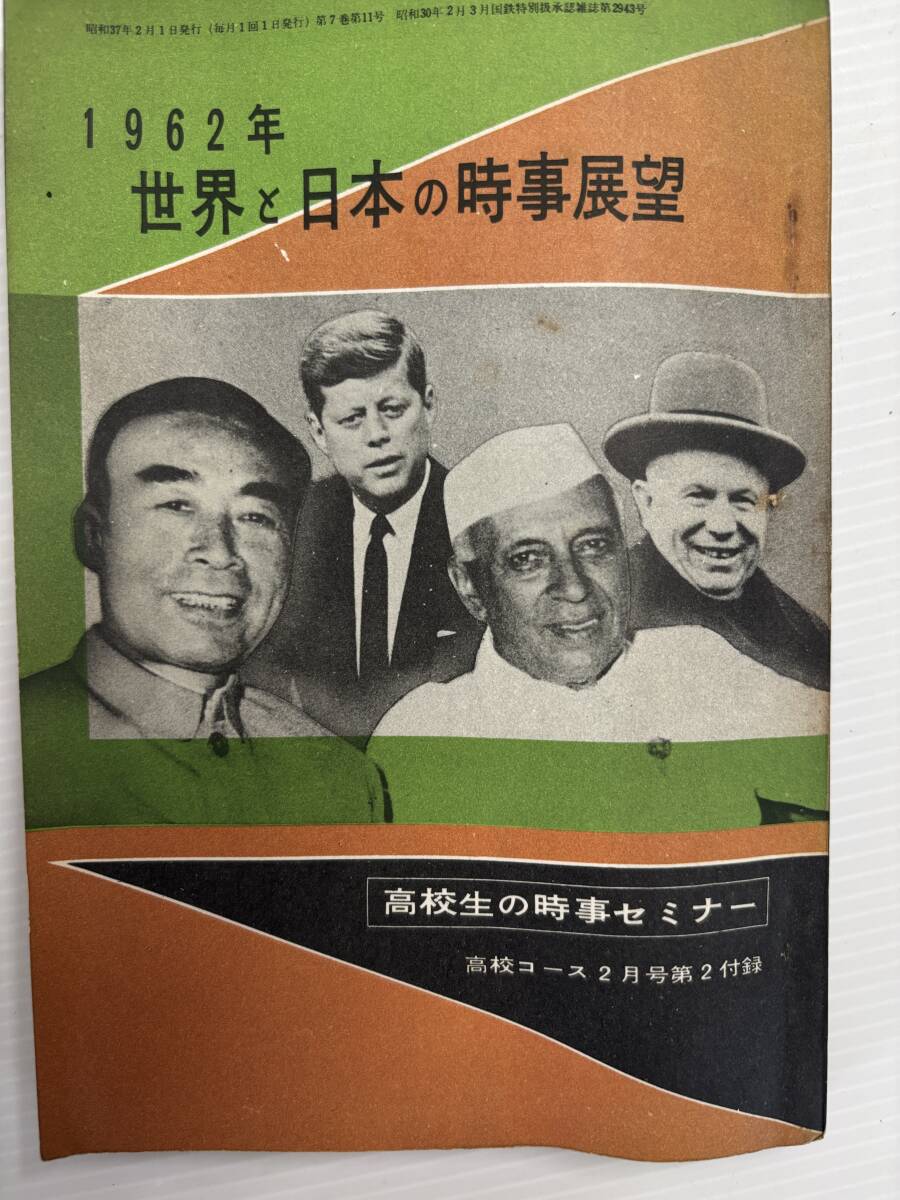 昭和37年2月1日発行（毎月1回1日発行）第7巻第11号　昭和30年2月3月国鉄特別扱承認雑誌第2943号
1962年
世界と日本の時事展望
高校生の時事セミナー
高校コース2月号第2付録